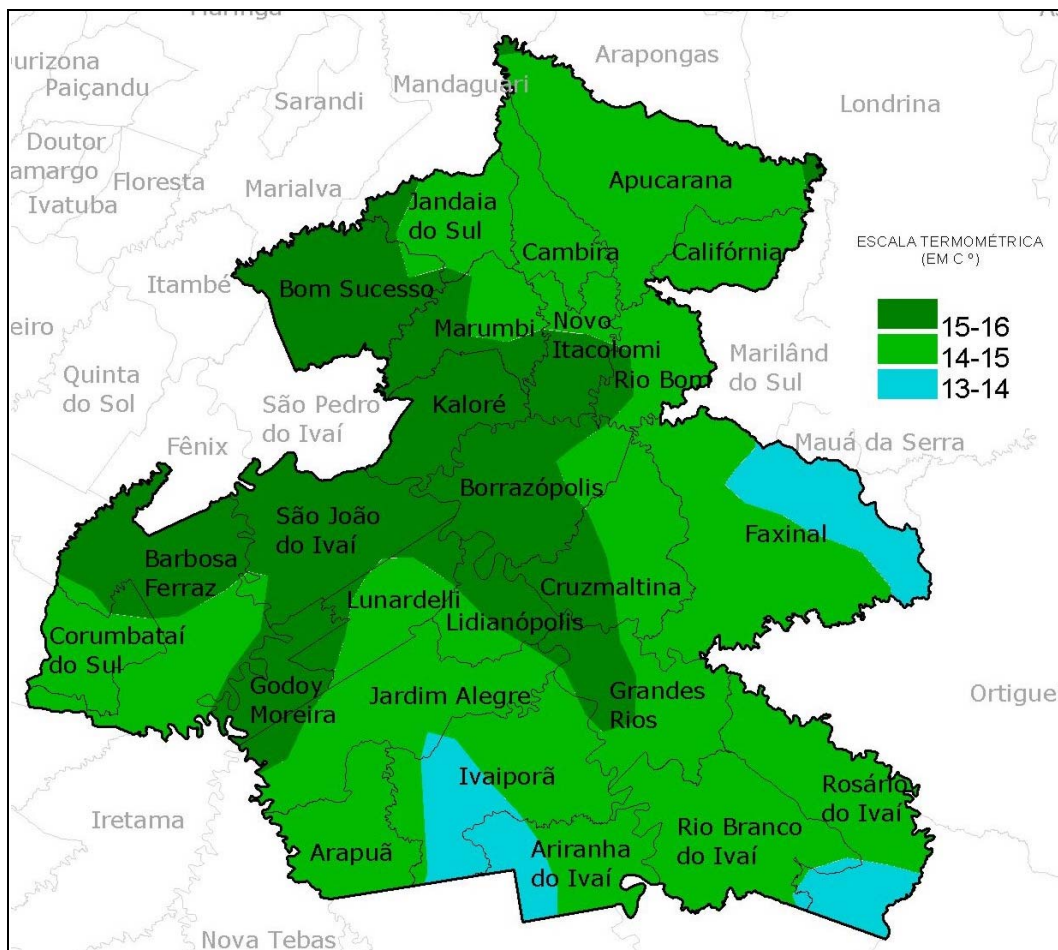 Arapongas
Mandaguari
Paiçandu
Sarandi
Londrina
Doutor
Floresta
Marialva
Ivatuba
Apucarana
Jandaia
do Sul
Cambira
Califórnia
ESCALA TERMOMÉTRICA
(EM C º)
15-16
14-15
13-14
Itambé
Bom Sucesso
Marumbi
Novo
Itacolomi
Rio Bom
Marilând
do Sul
Quinta
do Sol
São Pedro
do Ivaí
Kaloré
Fênix
Mauá da Serra
Borrazópolis
São João
do Ivaí
Faxinal
Barbosa
Ferraz
Cruzmaltina
Lunardelli
Lidianópolis
Corumbataí
do Sul
Godoy
Moreira
Jardim Alegre
Grandes
Rios
Ortigue
Ivaiporã
Rosário
do Ivaí
Iretama
Rio Branco
do Ivaí
Arapuã
Ariranha
do Ivaí
Nova Tebas